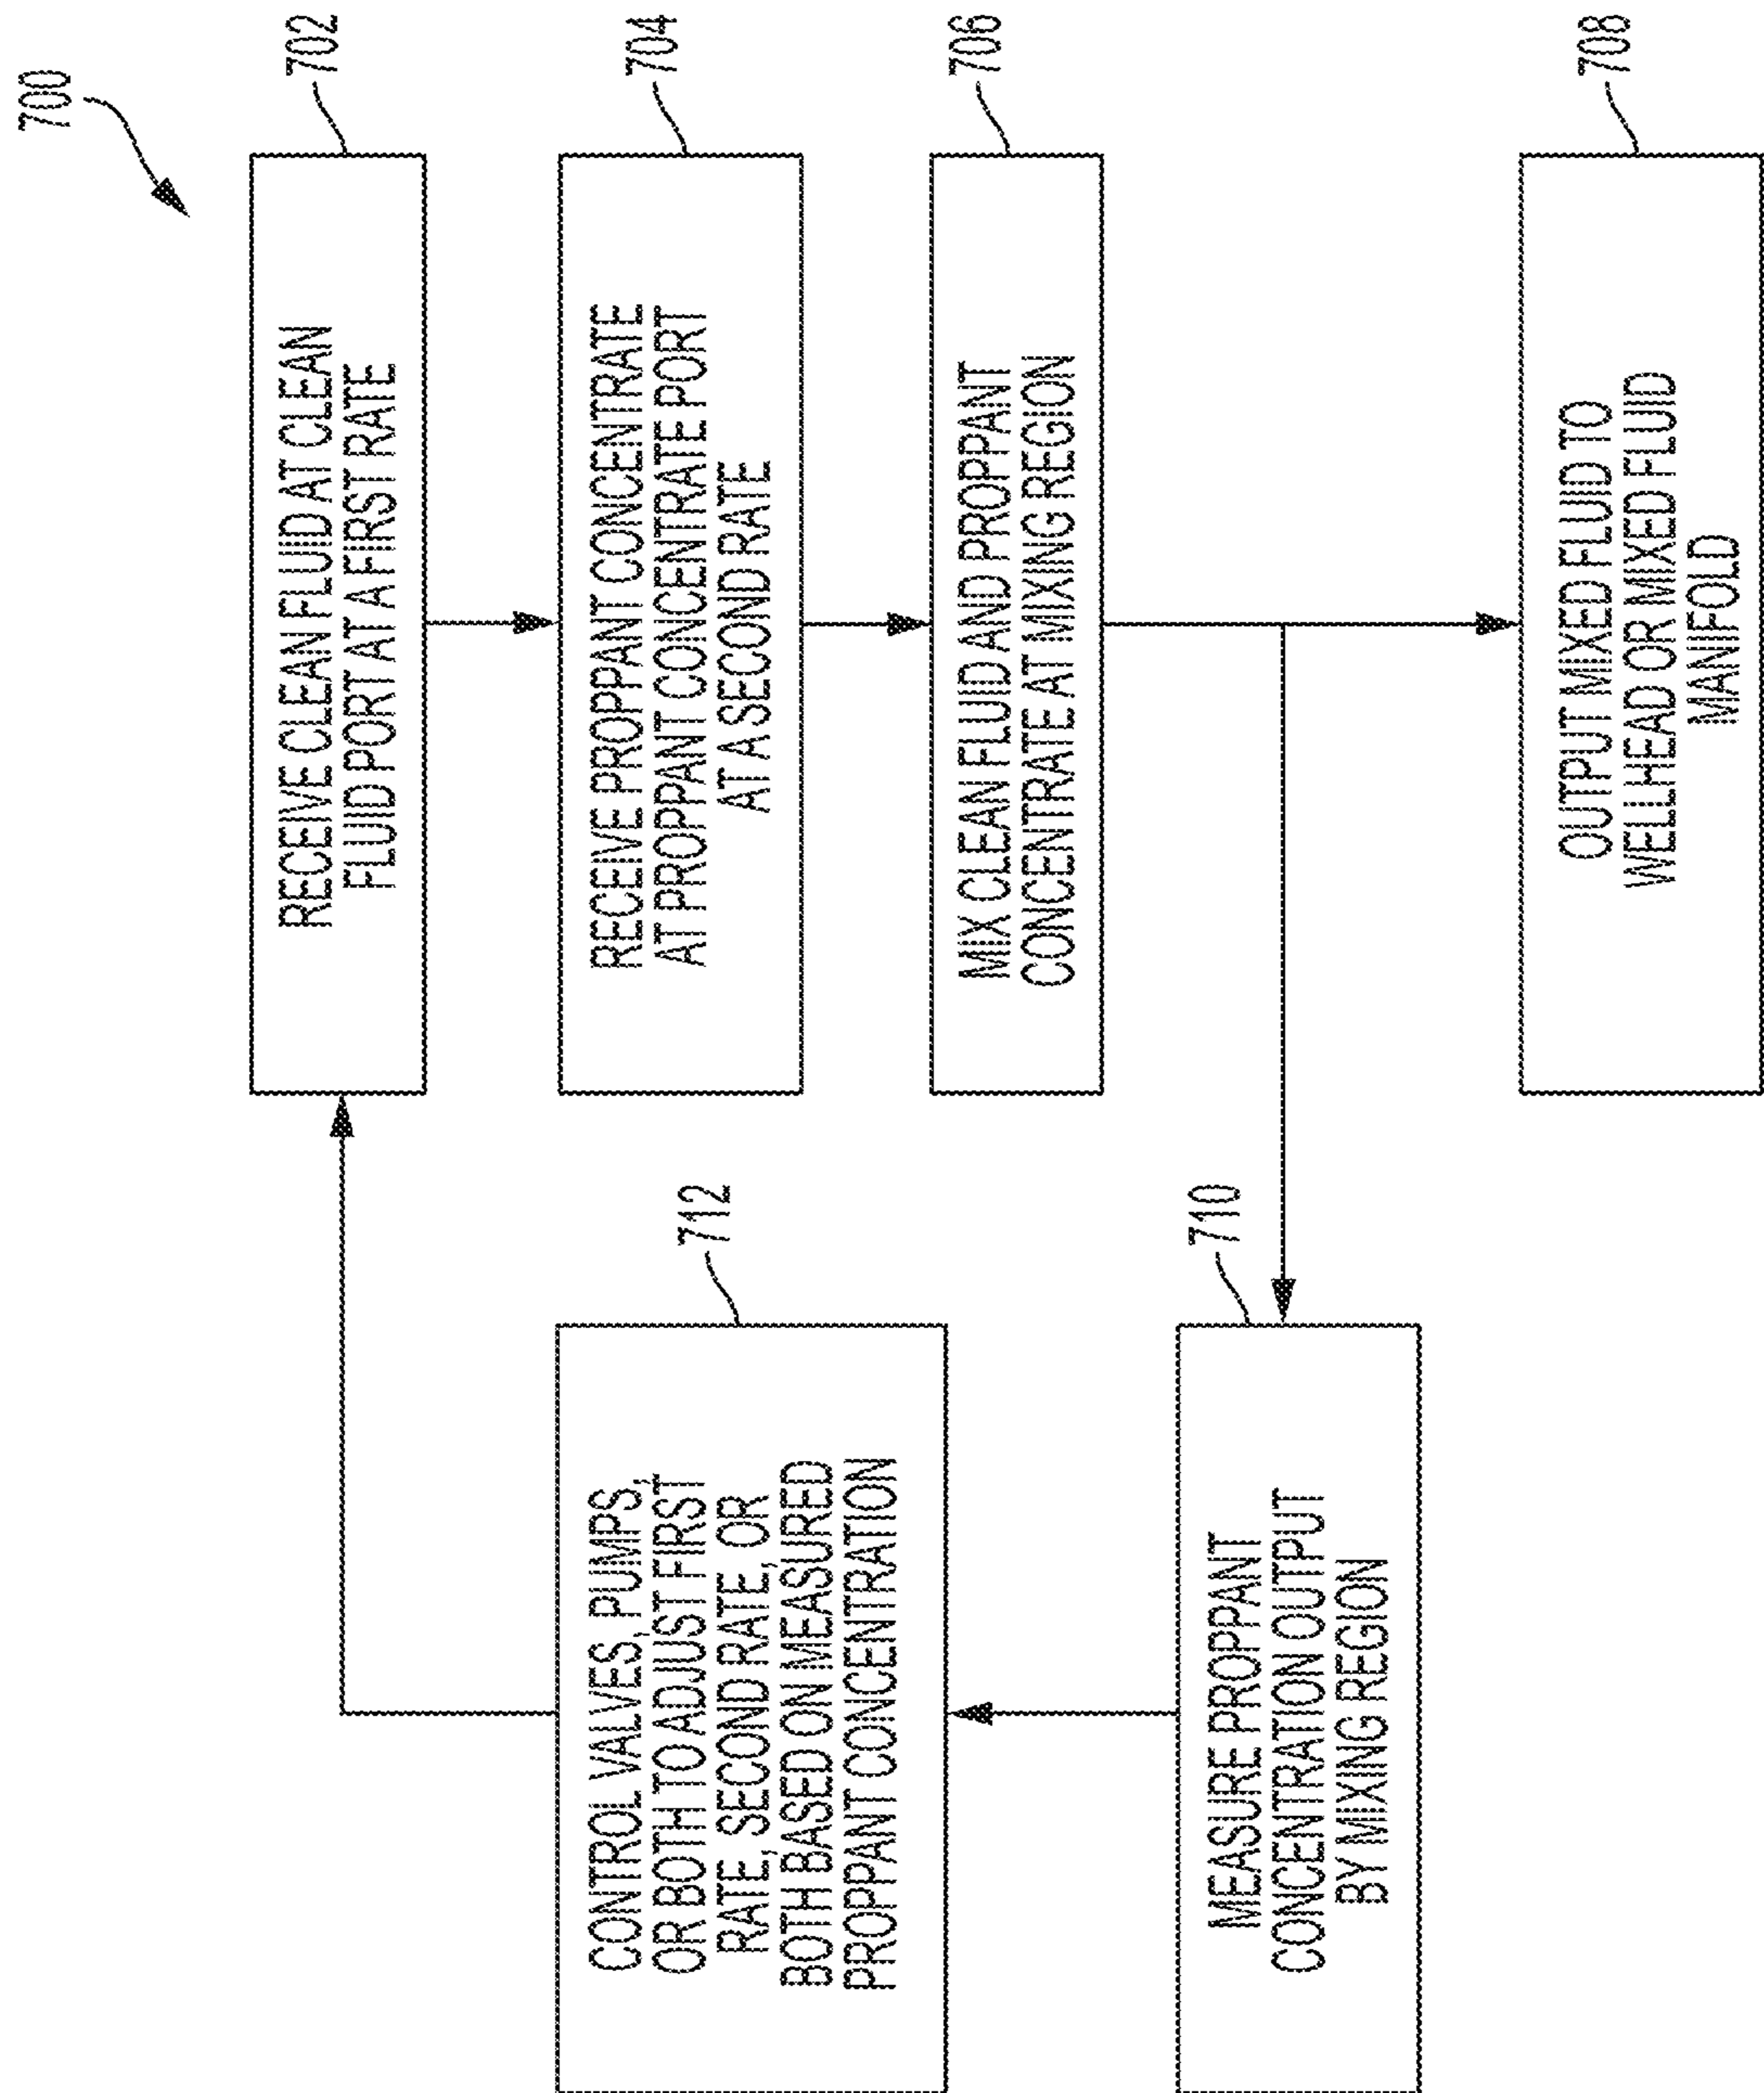 700
702
RECEIVE CLEAN FLUID AT CLEAN
FLUID PORT AT A FIRST RATE
704
RECEIVE PROPPANT CONCENTRATE
AT PROPPANT CONCENTRATE PORT
AT A SECOND RATE
706
MIX CLEAN FLUID AND PROPPANT
CONCENTRATE AT MIXING REGION
708
OUTPUT MIXED FLUID TO
WELLHEAD OR MIXED FLUID
MANIFOLD
710
MEASURE PROPPANT
CONCENTRATION OUTPUT
BY MIXING REGION
712
CONTROL VALVES, PUMPS,
OR BOTH TO ADJUST FIRST
RATE, SECOND RATE, OR
BOTH BASED ON MEASURED
PROPPANT CONCENTRATION